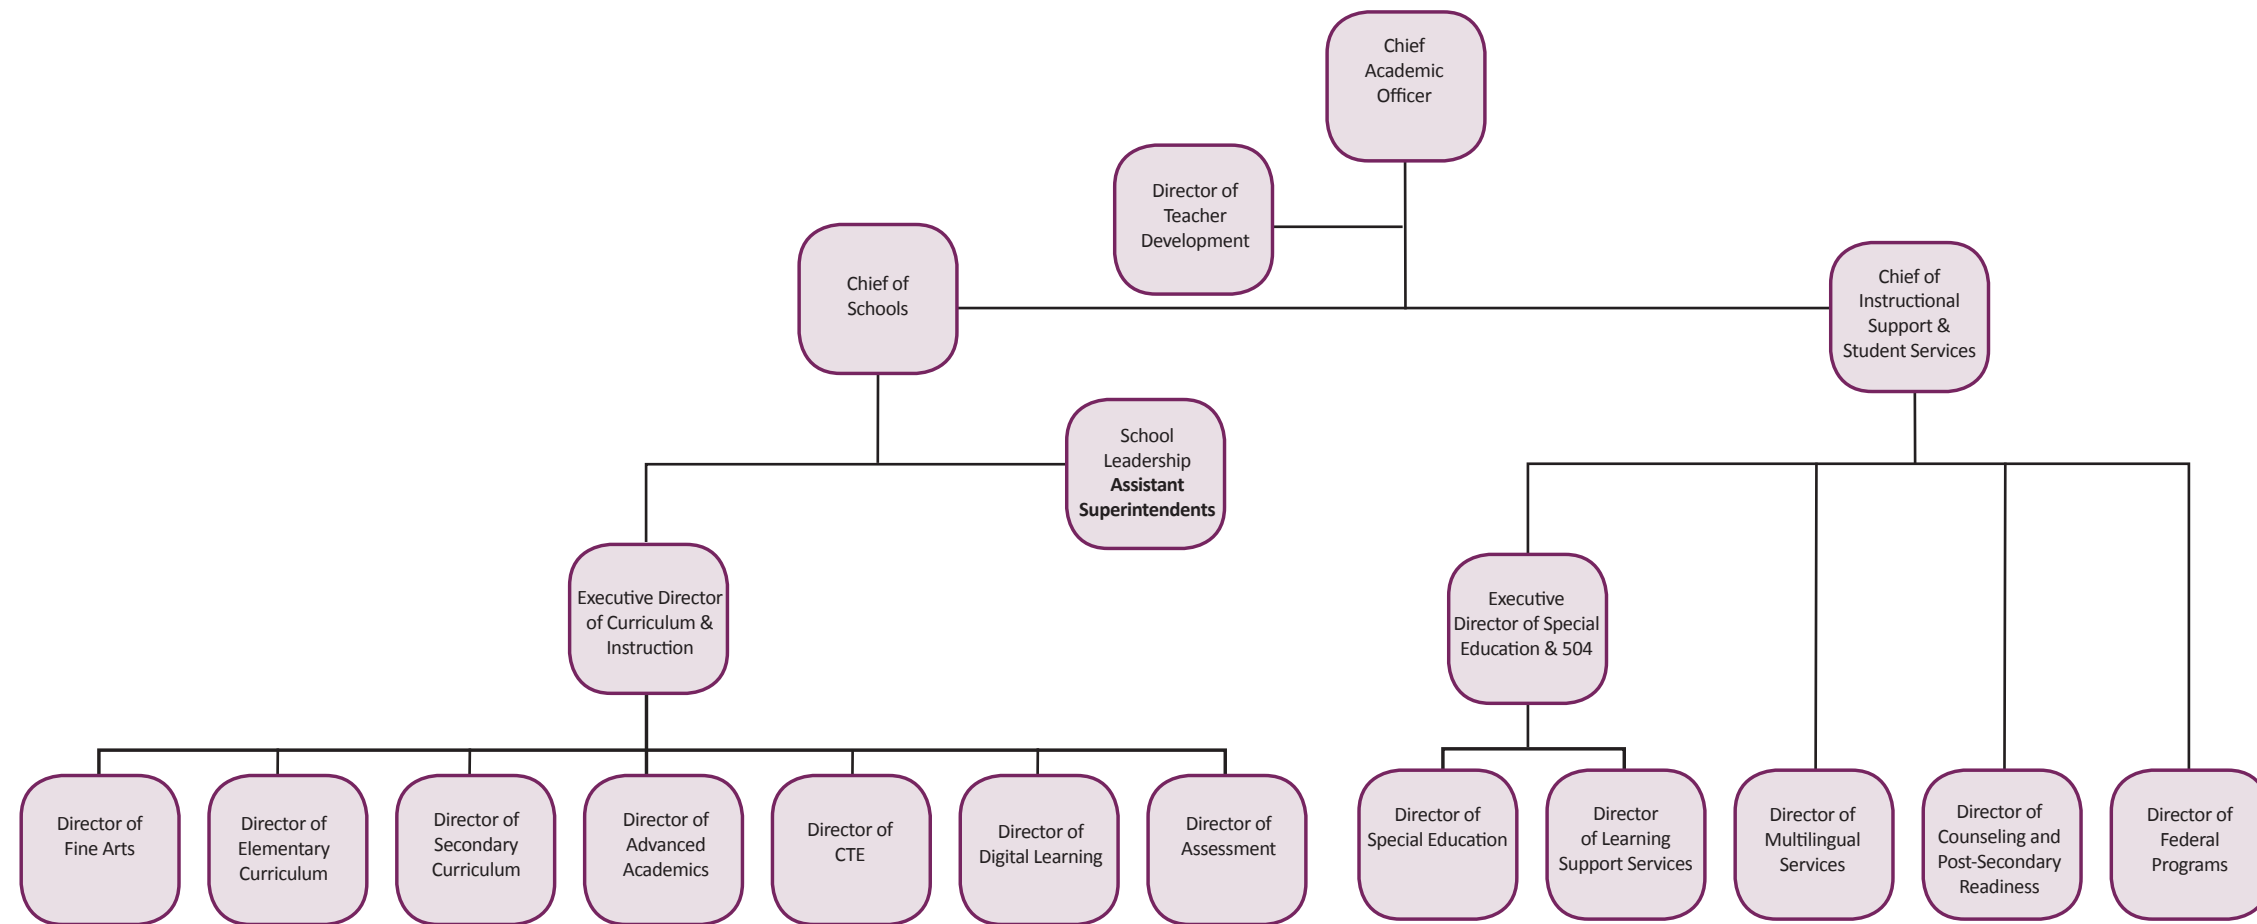 Chief
Academic
Officer
Director of
Teacher
Development
Chief of
Schools
Chief of
Instructional
Support &
Student Services
School
Leadership
Assistant
Superintendents
Executive Director
of Curriculum &
Instruction
Executive
Director of Special
Education & 504
Director of
Fine Arts
Director of
Elementary
Curriculum
Director of
Secondary
Curriculum
Director of
Advanced
Academics
Director of
CTE
Director of
Digital Learning
Director of
Assessment
Director of
Special Education
Director
of Learning
Support Services
Director of
Multilingual
Services
Director of
Counseling and
Post-Secondary
Readiness
Director of
Federal
Programs